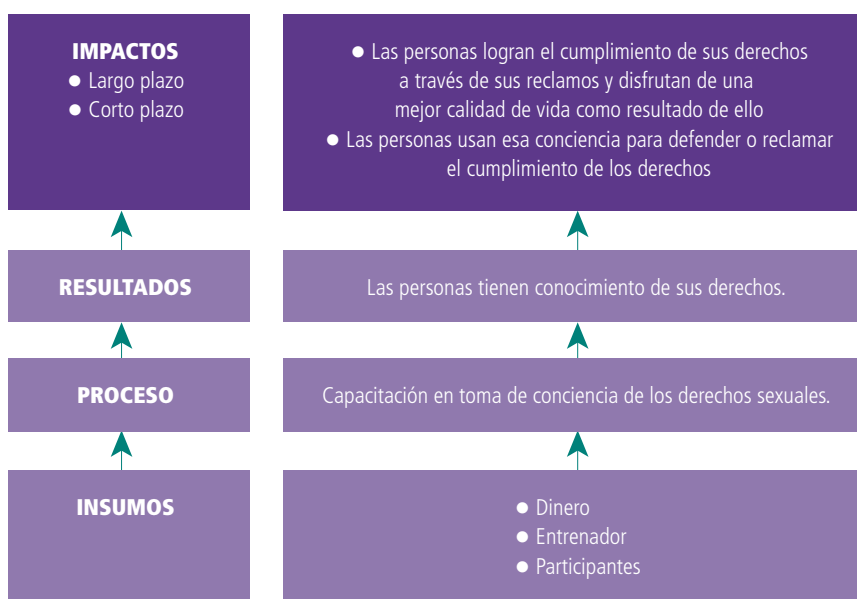 IMPACTOS
● Largo plazo
● Corto plazo
● Las personas logran el cumplimiento de sus derechos
a través de sus reclamos y disfrutan de una
mejor calidad de vida como resultado de ello
● Las personas usan esa conciencia para defender o reclamar
el cumplimiento de los derechos
RESULTADOS
Las personas tienen conocimiento de sus derechos.
PROCESO
Capacitación en toma de conciencia de los derechos sexuales.
INSUMOS
● Dinero
● Entrenador
● Participantes